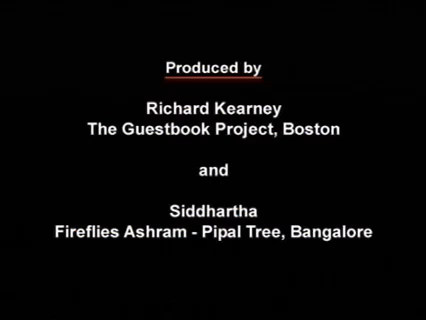 Produced by
Richard Kearney
The Guestbook Project, Boston
and
Siddhartha
Fireflies Ashram - Pipal Tree, Bangalore